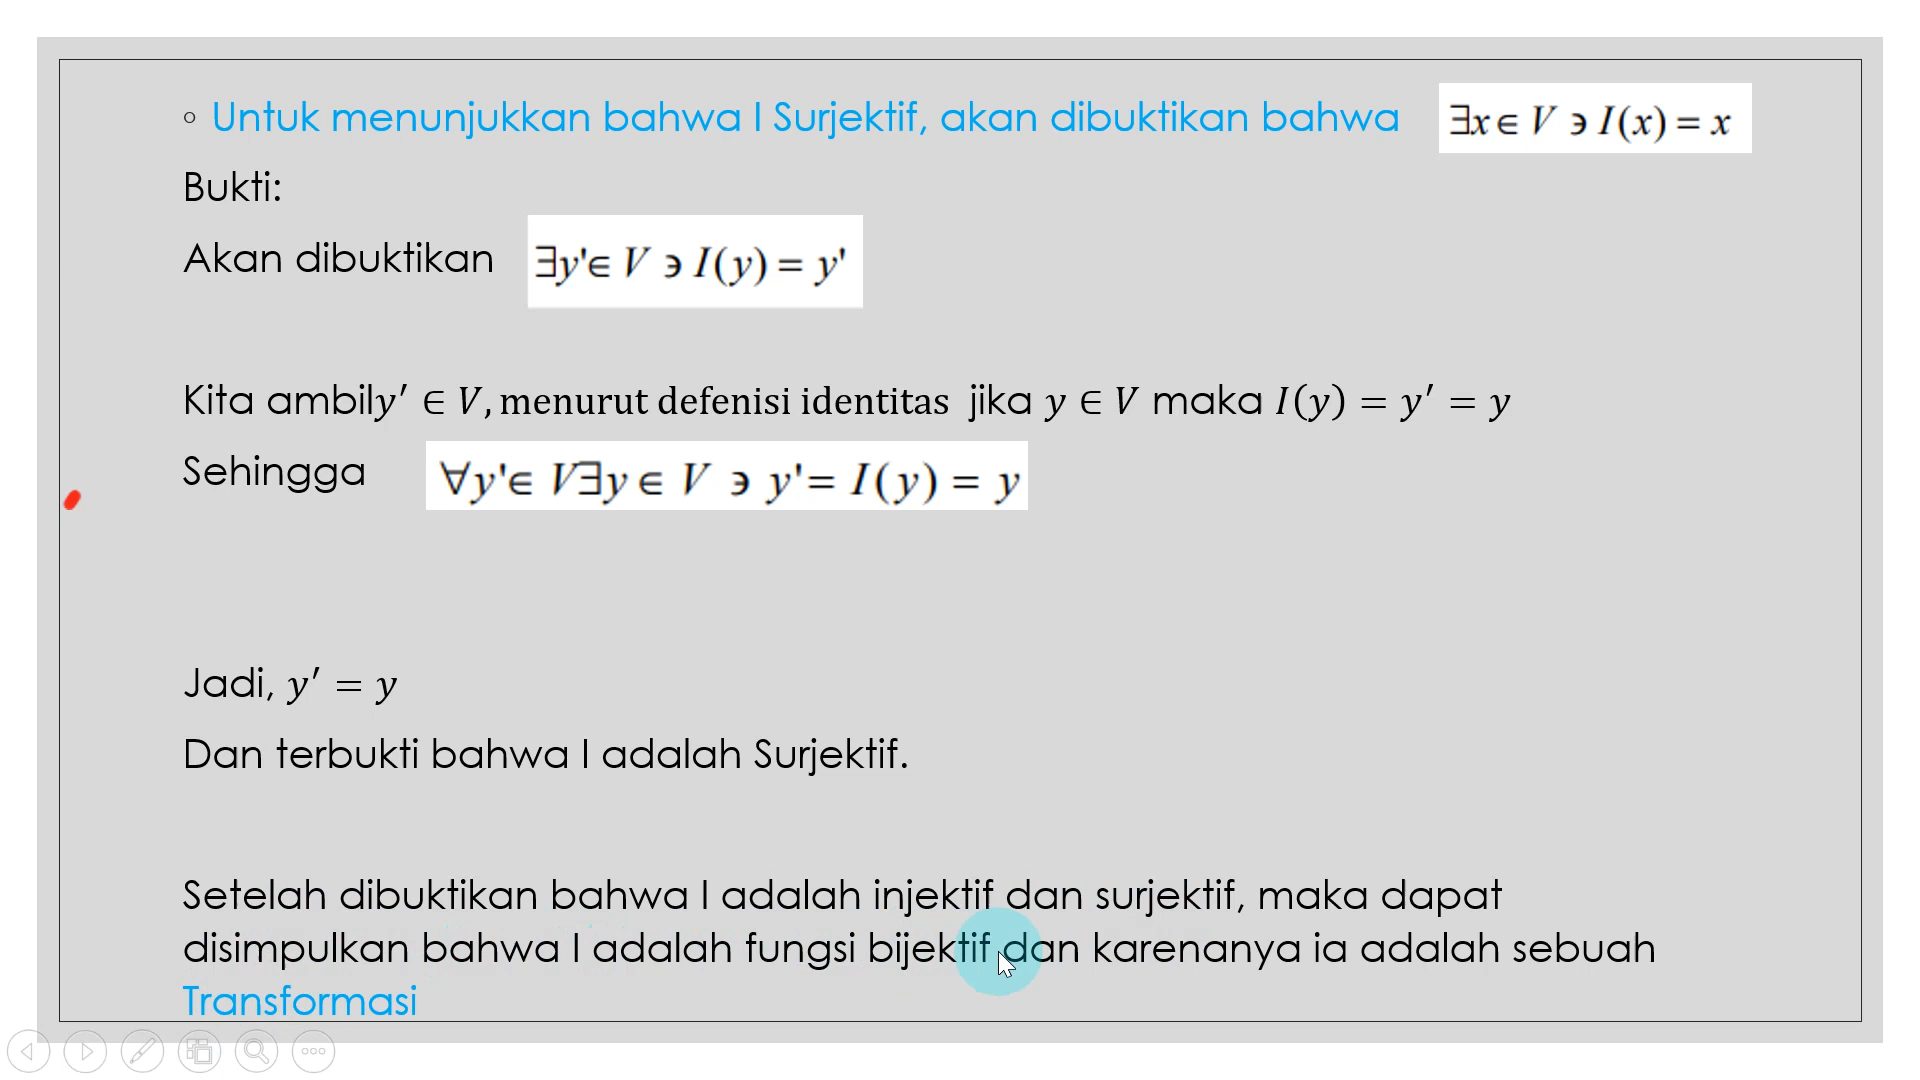 ◦ Untuk menunjukkan bahwa I Surjektif, akan dibuktikan bahwa ∃x ∈ V ∋ I(x) = x
Bukti:
Akan dibuktikan ∃y'∈ V ∋ I(y) = y'
Kita ambily′ ∈ V, menurut defenisi identitas jika y ∈ V maka I(y) = y′ = y
Sehingga ∀y'∈ V∃y ∈ V ∋ y'= I(y) = y
Jadi, y′ = y
Dan terbukti bahwa I adalah Surjektif.
Setelah dibuktikan bahwa I adalah injektif dan surjektif, maka dapat
disimpulkan bahwa I adalah fungsi bijektif dan karenanya ia adalah sebuah
Transformasi